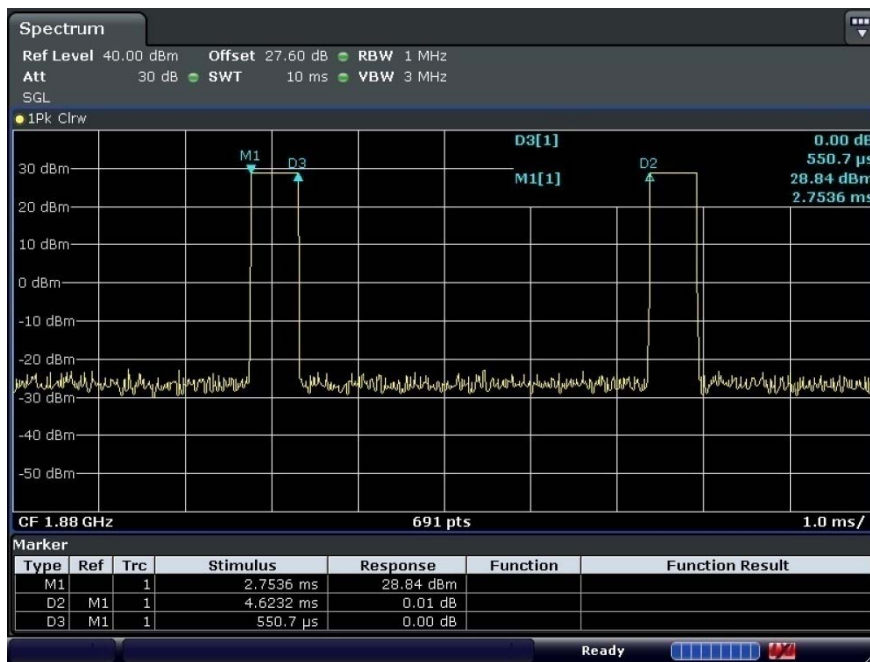 Spectrum
Ref Level 40.00 dBm Offset 27.60 dB RBW 1 MHz
Att 30 dB SWT 10 ms VBW 3 MHz
SGL
1Pk Clrw
D3[1] 0.00 dB
550.7 µs
M1[1] 28.84 dBm
2.7536 ms
M1
D3
D2
30 dBm
20 dBm
10 dBm
0 dBm
-10 dBm
-20 dBm
-30 dBm
-40 dBm
-50 dBm
CF 1.88 GHz 691 pts 1.0 ms/
Marker
Type Ref Trc Stimulus Response Function Function Result
M1 1 2.7536 ms 28.84 dBm
D2 M1 1 4.6232 ms 0.01 dB
D3 M1 1 550.7 µs 0.00 dB
Ready